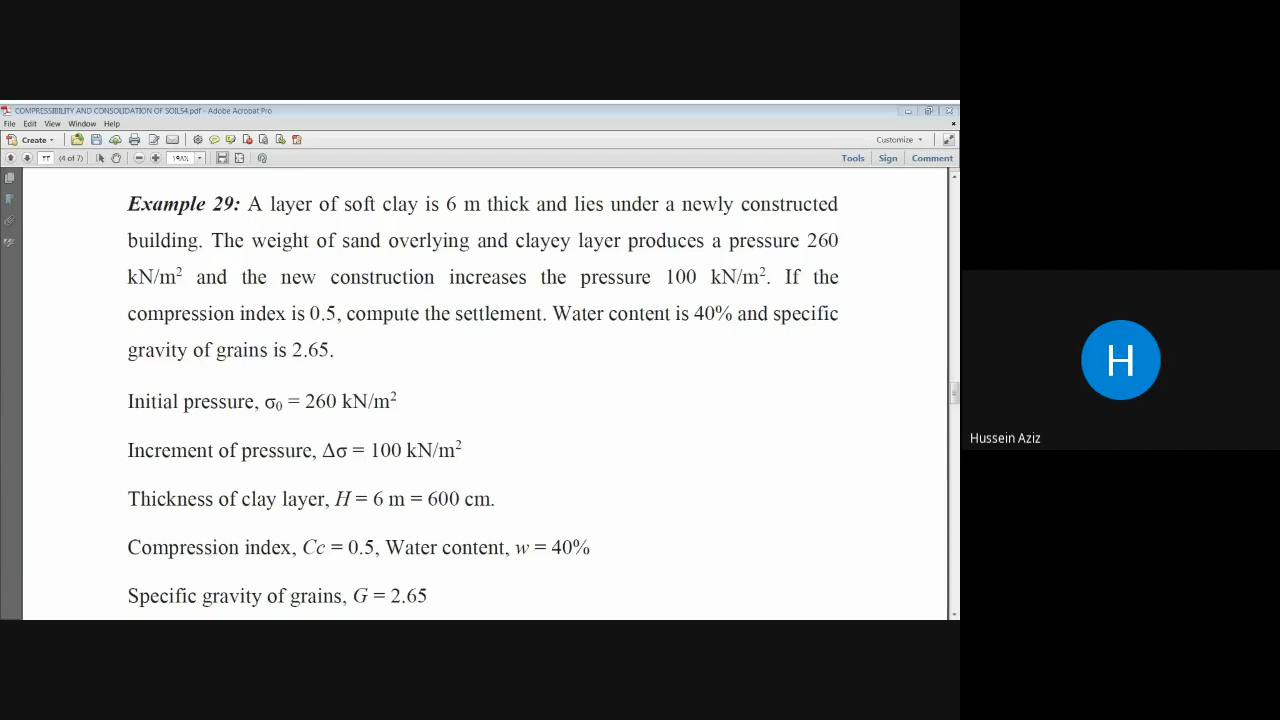 COMPRESSIBILITY AND CONSOLIDATION OF SOILS4.pdf - Adobe Acrobat Pro
File Edit View Window Help
Create Customize
٢٢ (4 of 7) ١٩٨% Tools Sign Comment
Example 29: A layer of soft clay is 6 m thick and lies under a newly constructed
building. The weight of sand overlying and clayey layer produces a pressure 260
kN/m² and the new construction increases the pressure 100 kN/m². If the
compression index is 0.5, compute the settlement. Water content is 40% and specific
gravity of grains is 2.65.
Initial pressure, σ₀ = 260 kN/m²
Increment of pressure, Δσ = 100 kN/m²
Thickness of clay layer, H = 6 m = 600 cm.
Compression index, Cc = 0.5, Water content, w = 40%
Specific gravity of grains, G = 2.65
H
Hussein Aziz